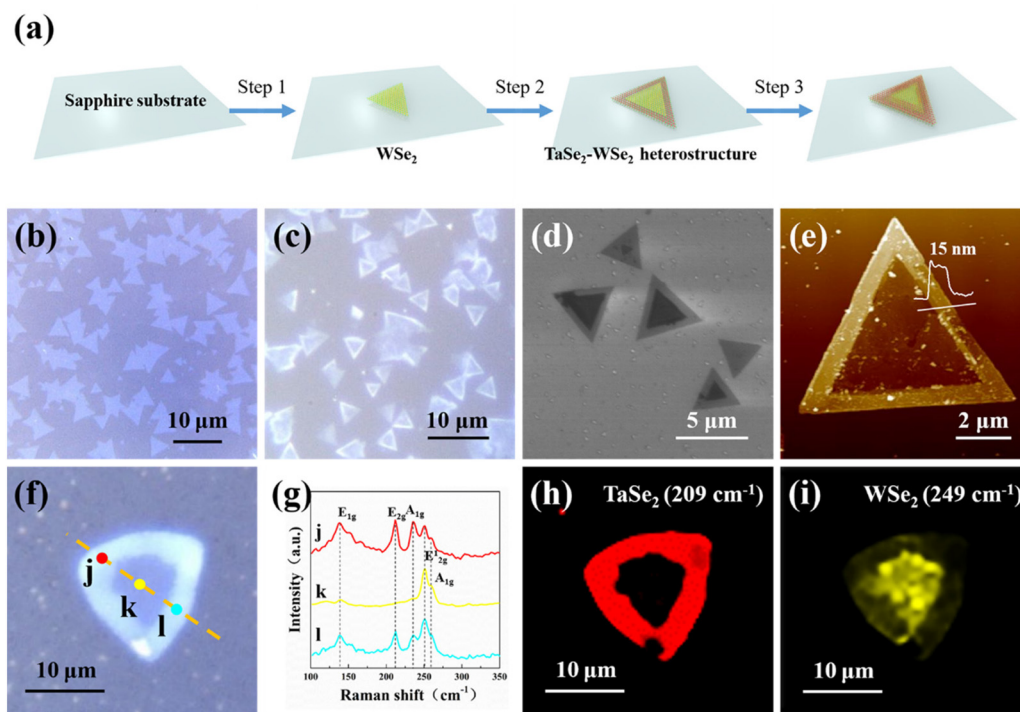 (a)
Sapphire substrate
Step 1
WSe₂
Step 2
TaSe₂-WSe₂ heterostructure
Step 3
(b)
10 µm
(c)
10 µm
(d)
5 µm
(e)
15 nm
2 µm
(f)
j
k
l
10 µm
(g)
E₁g
E₂g
A₁g
E¹₂g
A₁g
j
k
l
Intensity (a.u.)
100 150 200 250 300 350
Raman shift (cm⁻¹)
(h)
TaSe₂ (209 cm⁻¹)
10 µm
(i)
WSe₂ (249 cm⁻¹)
10 µm